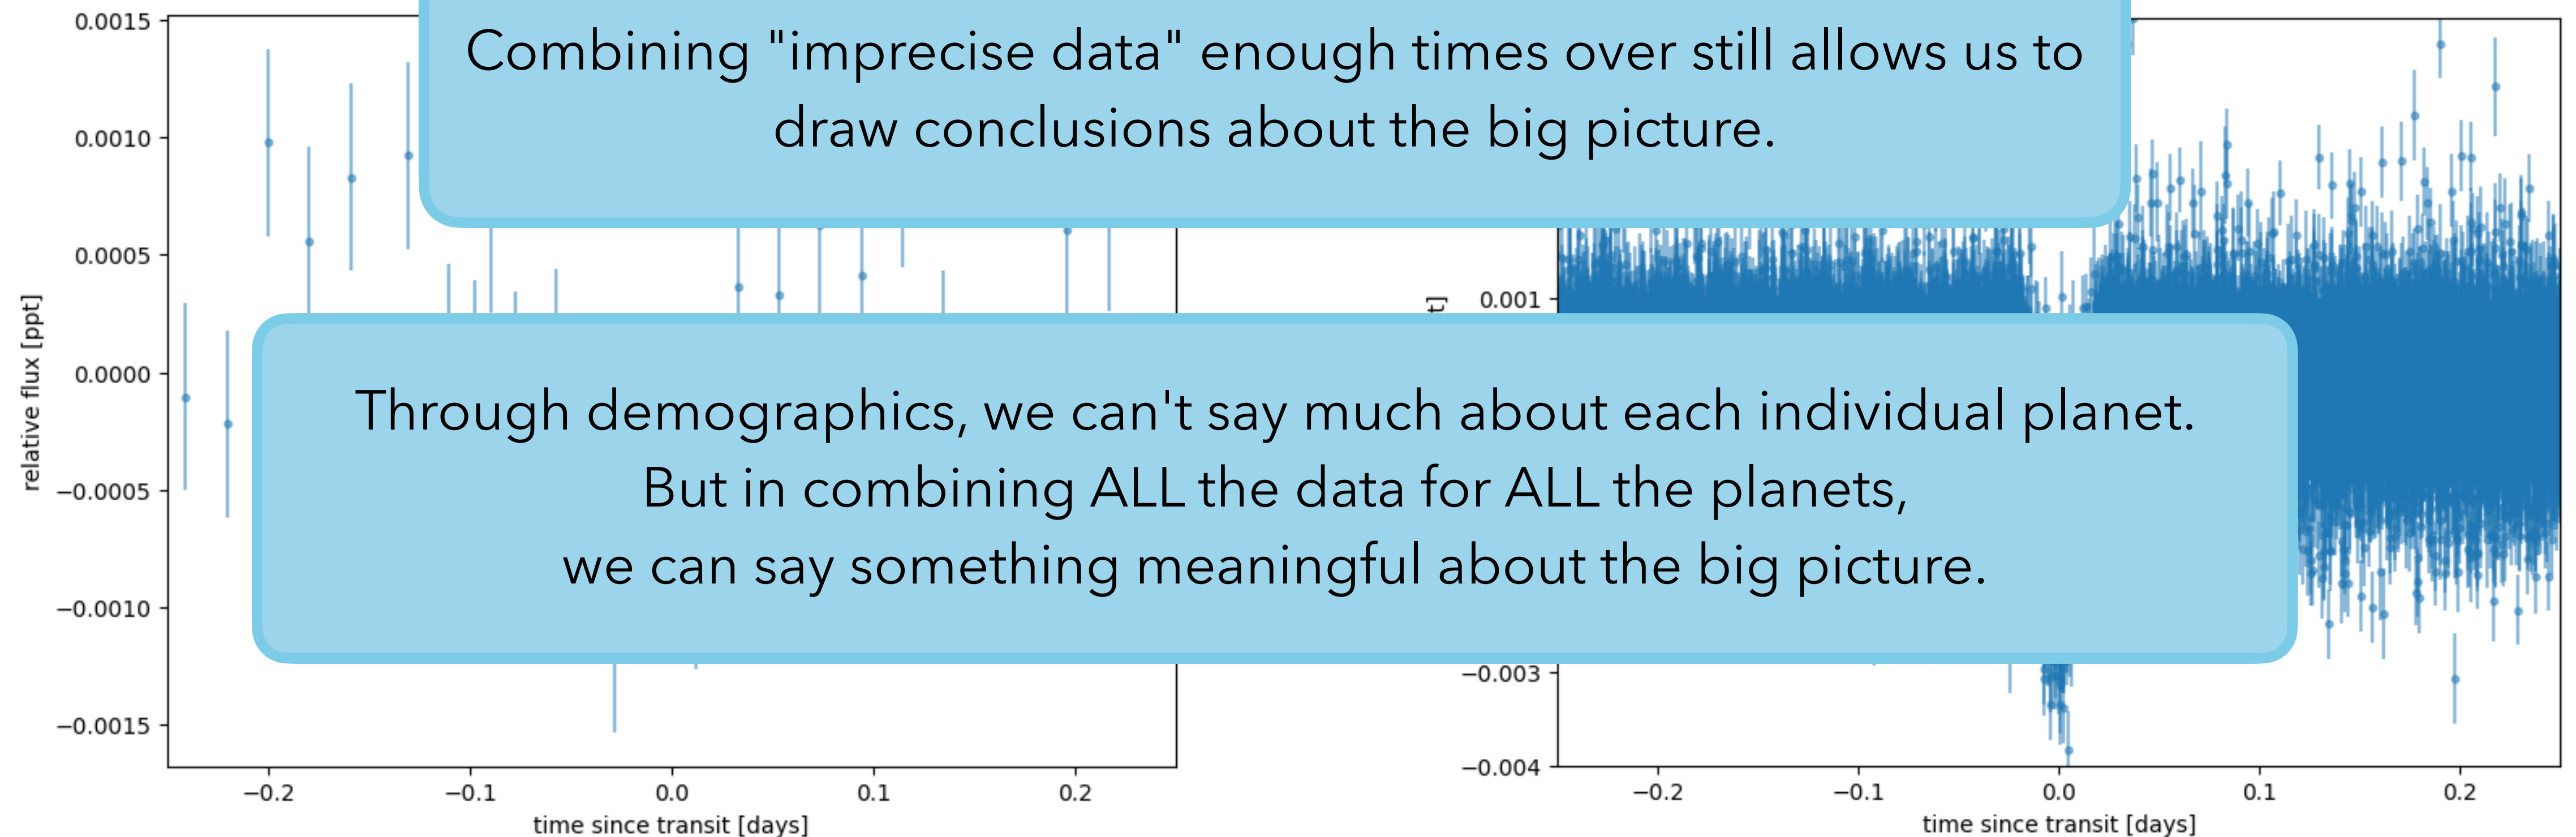 Combining "imprecise data" enough times over still allows us to
draw conclusions about the big picture.
Through demographics, we can't say much about each individual planet.
But in combining ALL the data for ALL the planets,
we can say something meaningful about the big picture.
relative flux [ppt]
0.0015
0.0010
0.0005
0.0000
−0.0005
−0.0010
−0.0015
−0.2
−0.1
0.0
0.1
0.2
time since transit [days]
t]
0.001
−0.003
−0.004
−0.2
−0.1
0.0
0.1
0.2
time since transit [days]